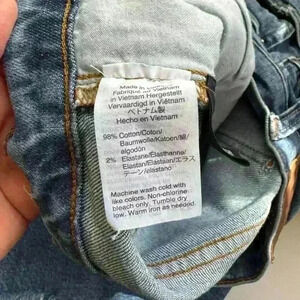 Made in Vietnam
Fabriqué au Vietnam
in Vietnam Hergestellt
Vervaardigd in Vietnam
ベトナム製
Hecho en Vietnam
98% Cotton/Coton/
Baumwolle/Katoen/綿/
algodón
2% Elastane/Élasthanne/
Elastan/Elastaan/エラス
テーン/elastano
Machine wash cold with
like colors. Non-chlorine
bleach only. Tumble dry
low. Warm iron as needed.